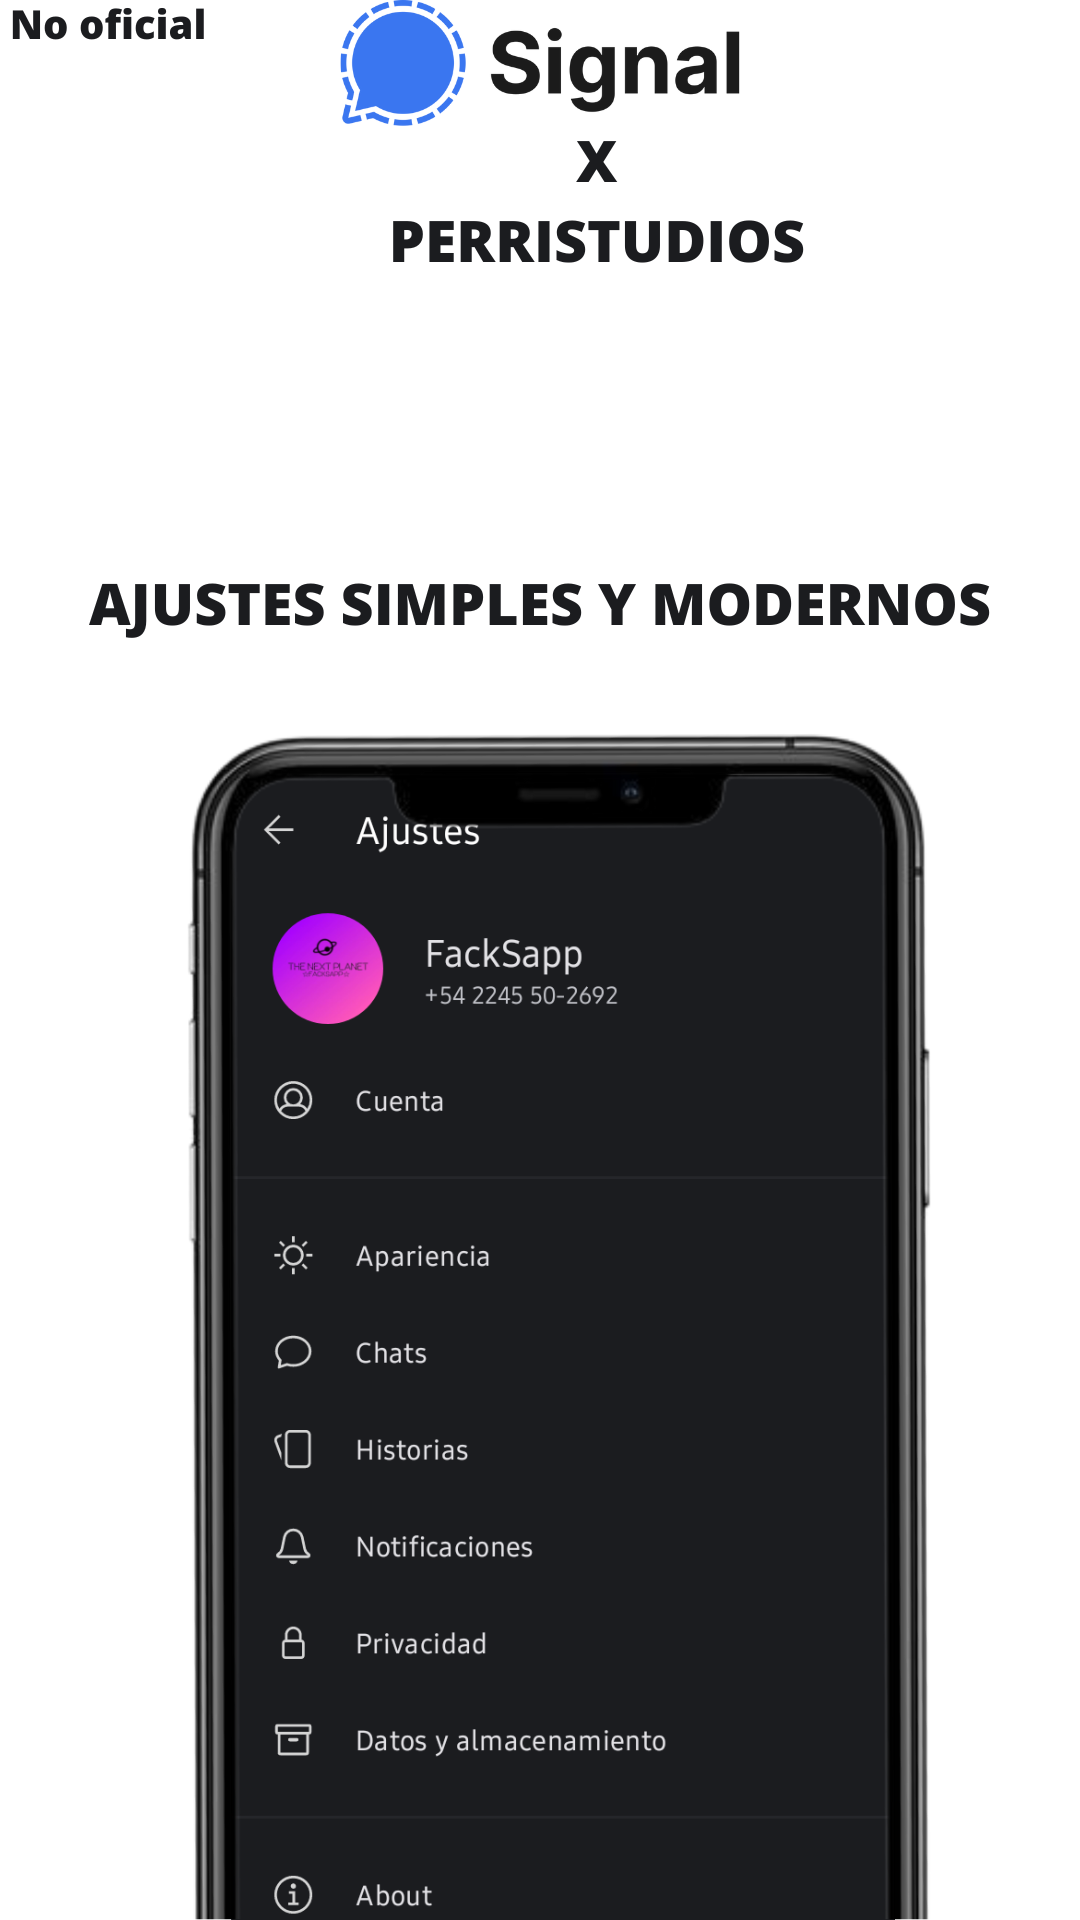 No oficial
Signal
X
PERRISTUDIOS
AJUSTES SIMPLES Y MODERNOS
Ajustes
THE NEXT PLANET
FackSapp
+54 2245 50-2692
Cuenta
Apariencia
Chats
Historias
Notificaciones
Privacidad
Datos y almacenamiento
About